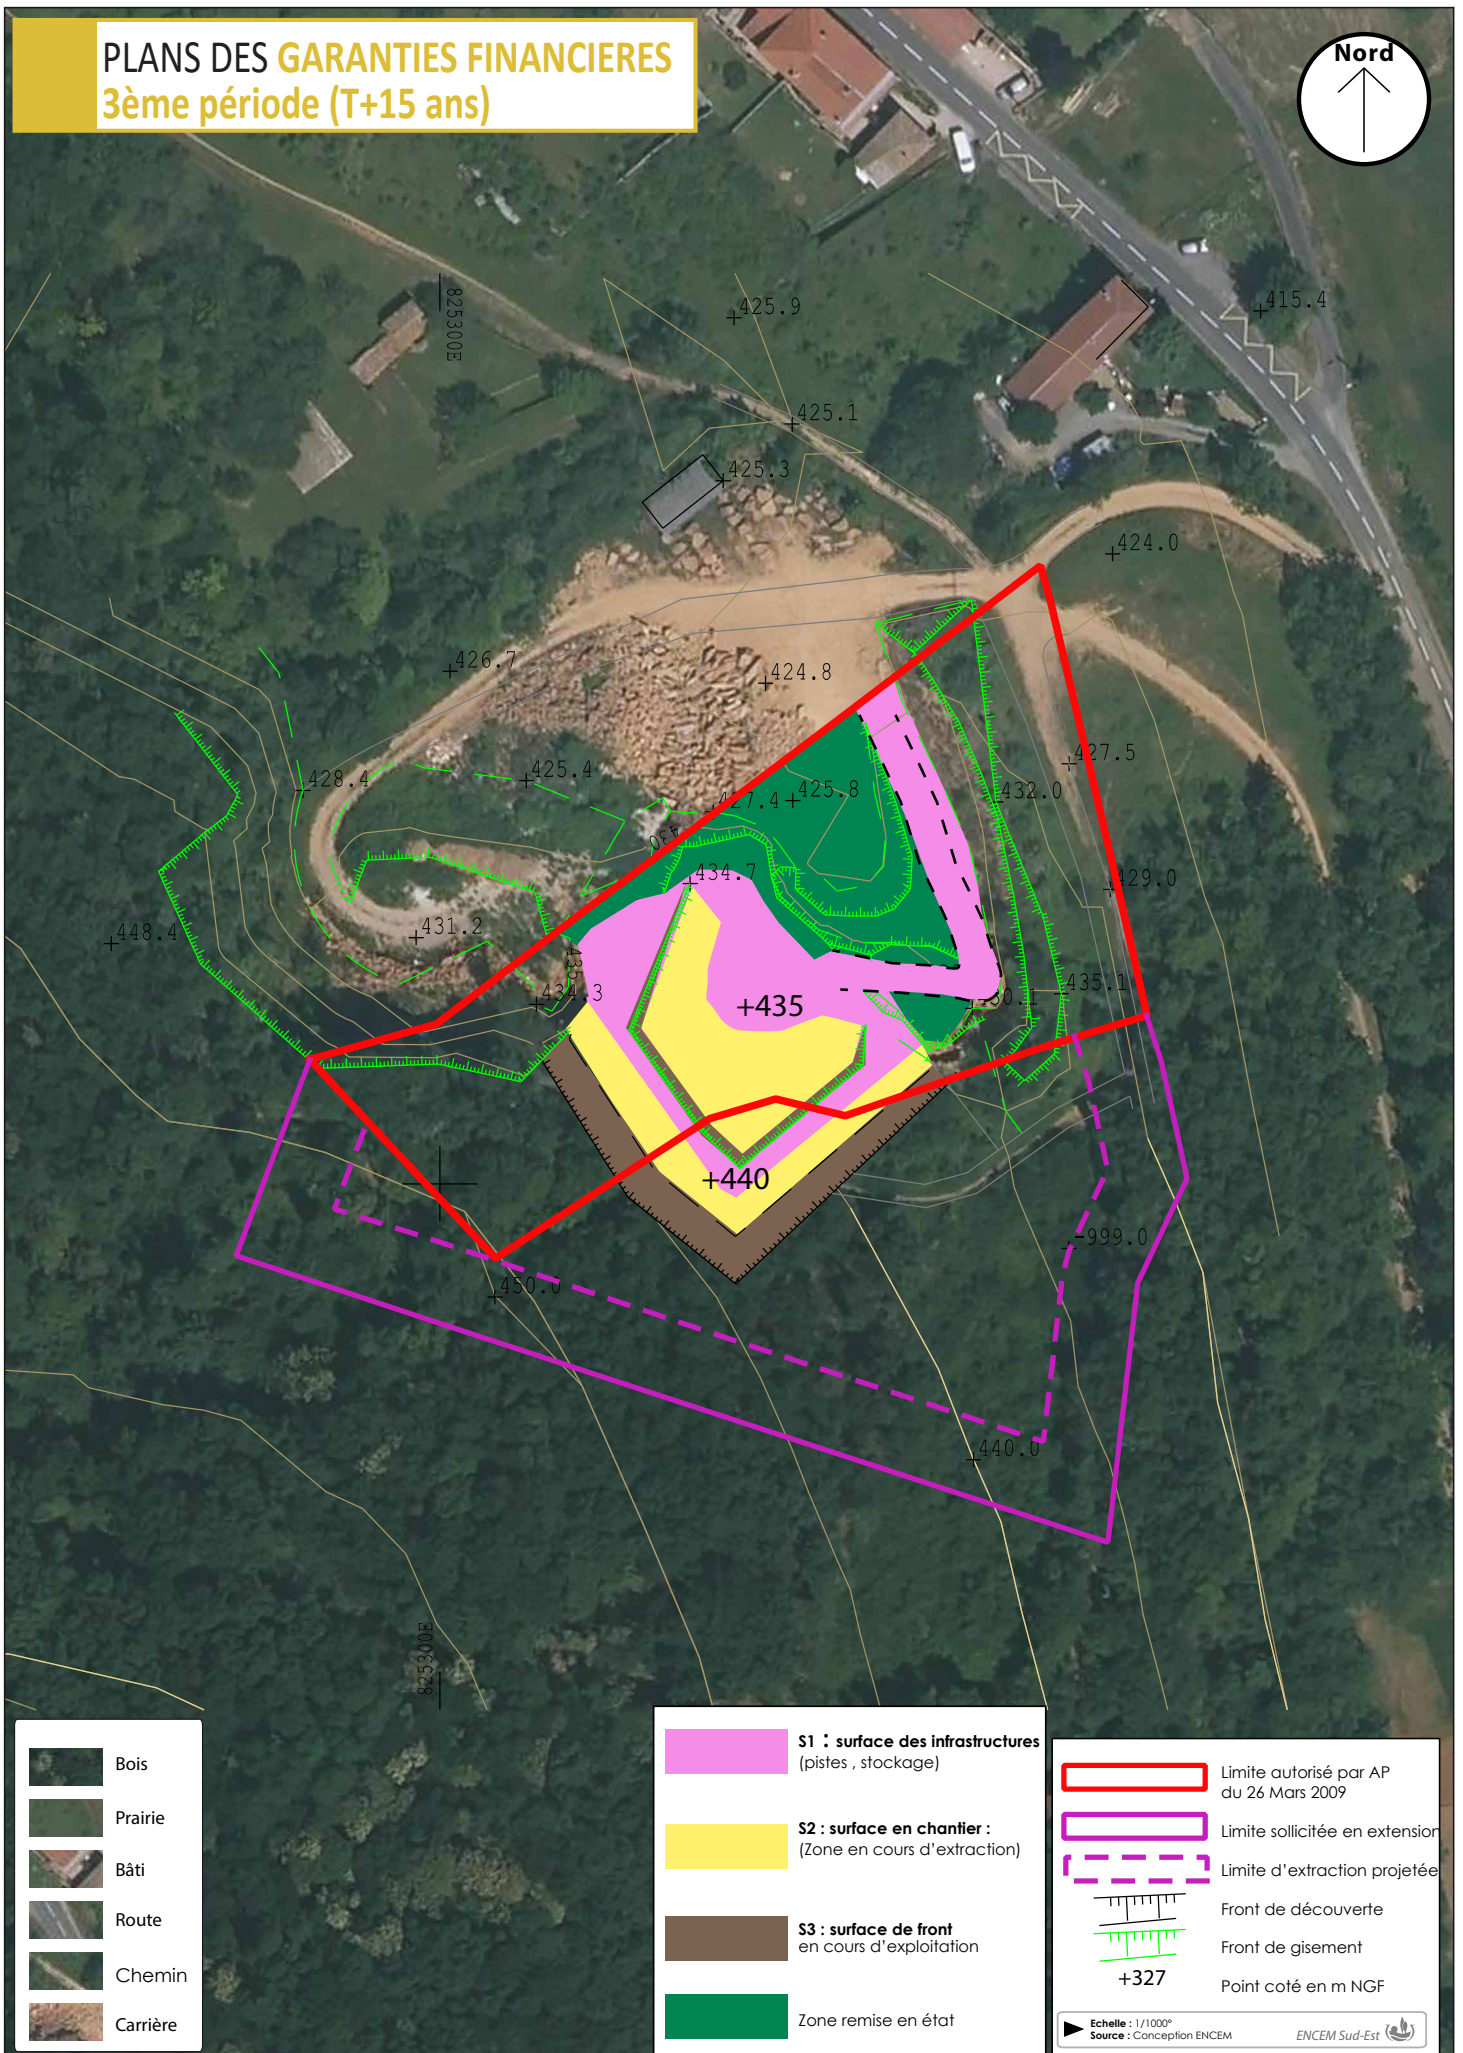 PLANS DES GARANTIES FINANCIERES
3ème période (T+15 ans)
Nord
825300E
+425.9
+415.4
+425.1
+425.3
+424.0
+426.7
+424.8
+427.5
+428.4
+425.4
+427.4
+425.8
+432.0
430
+434.7
+429.0
+448.4
+431.2
435
+434.3
+435
+430.1
+435.1
+440
-999.0
+450.0
+440.0
825300E
Bois
Prairie
Bâti
Route
Chemin
Carrière
S1 : surface des infrastructures
(pistes , stockage)
S2 : surface en chantier :
(Zone en cours d’extraction)
S3 : surface de front
en cours d’exploitation
Zone remise en état
Limite autorisé par AP
du 26 Mars 2009
Limite sollicitée en extension
Limite d’extraction projetée
Front de découverte
Front de gisement
+327 Point coté en m NGF
Echelle : 1/1000°
Source : Conception ENCEM
ENCEM Sud-Est